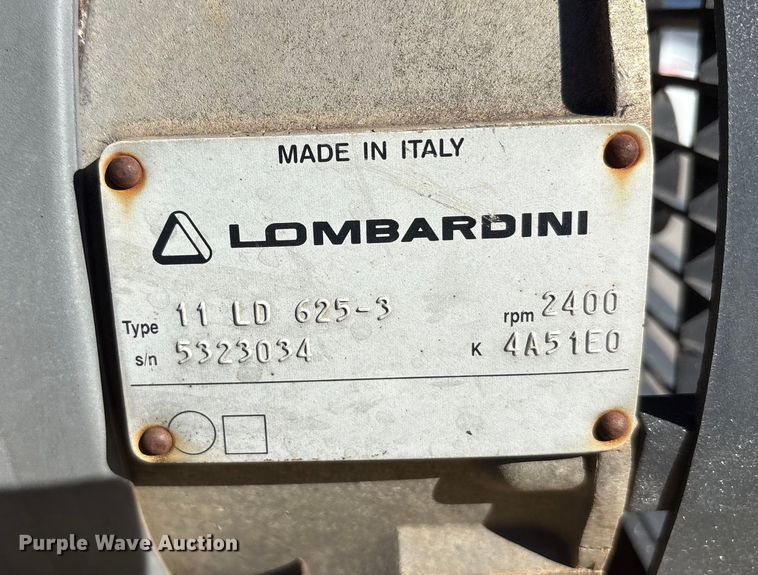 MADE IN ITALY
LOMBARDINI
Type 11 LD 625-3 rpm 2400
s/n 5323034 K 4A51E0
Purple Wave Auction